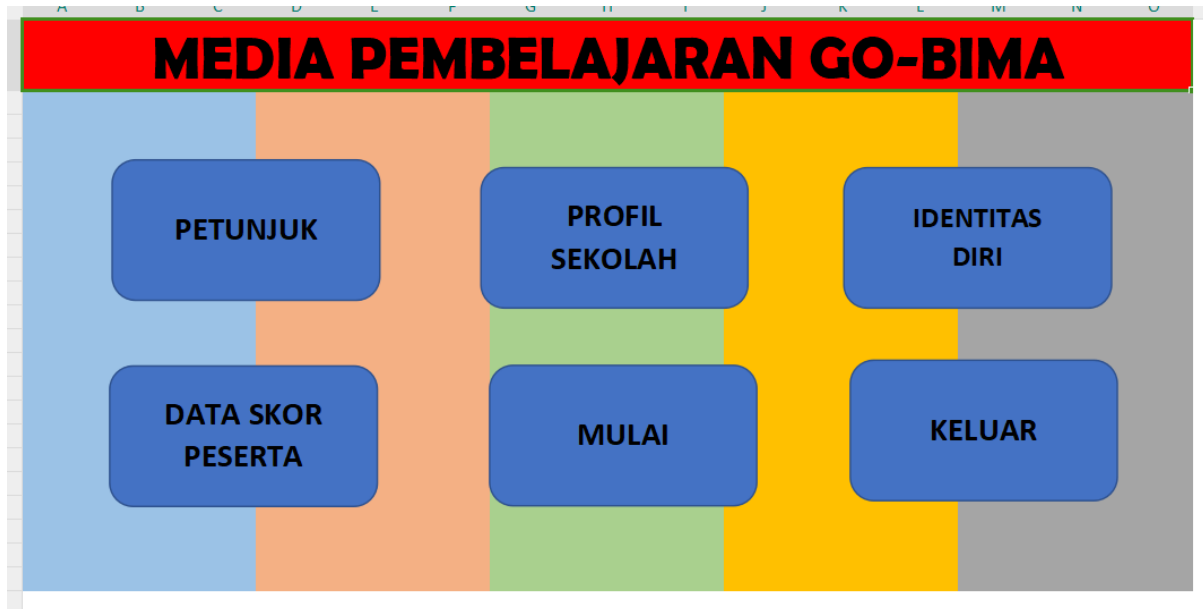 A B C D E F G H I J K L M N O
MEDIA PEMBELAJARAN GO-BIMA
PETUNJUK
PROFIL
SEKOLAH
IDENTITAS
DIRI
DATA SKOR
PESERTA
MULAI
KELUAR